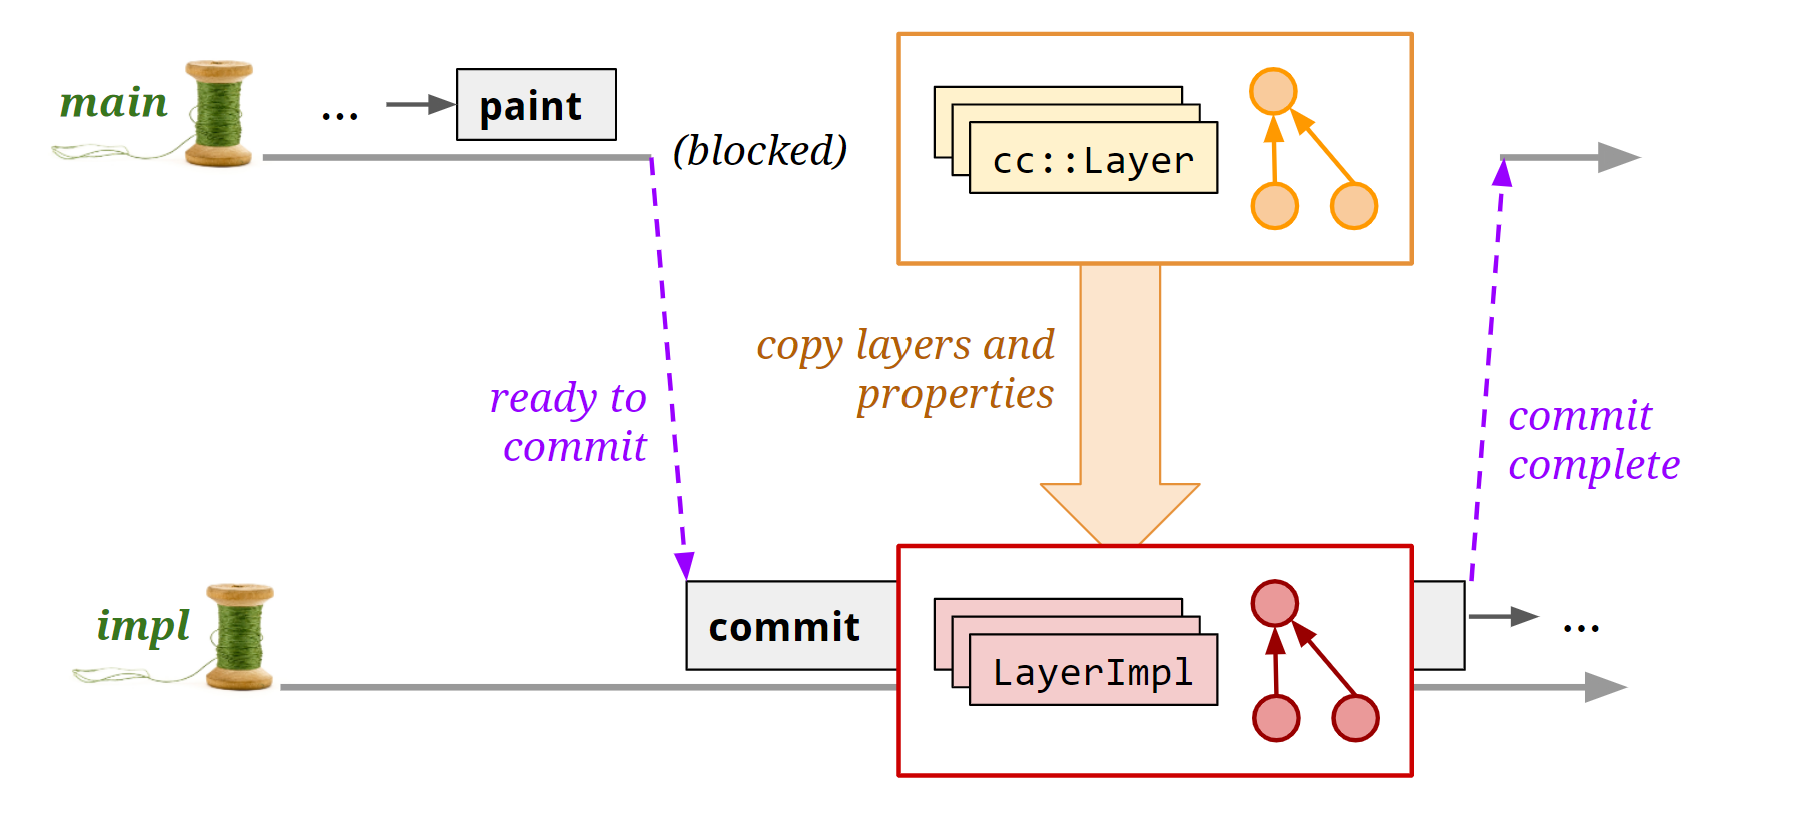 main
...
paint
(blocked)
cc::Layer
copy layers and
properties
ready to
commit
commit
complete
impl
commit
LayerImpl
...